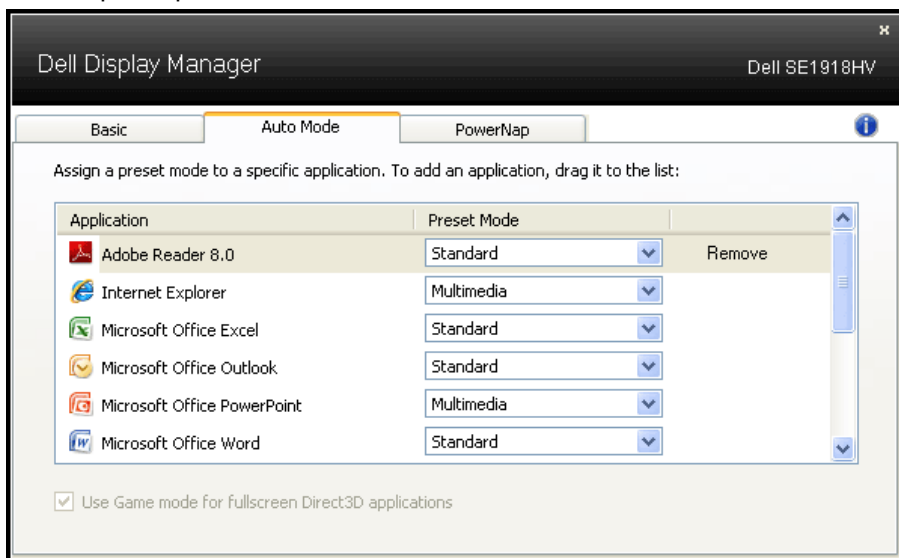 Dell Display Manager
Dell SE1918HV
Basic
Auto Mode
PowerNap
Assign a preset mode to a specific application. To add an application, drag it to the list:
Application Preset Mode
Adobe Reader 8.0 Standard Remove
Internet Explorer Multimedia
Microsoft Office Excel Standard
Microsoft Office Outlook Standard
Microsoft Office PowerPoint Multimedia
Microsoft Office Word Standard
Use Game mode for fullscreen Direct3D applications